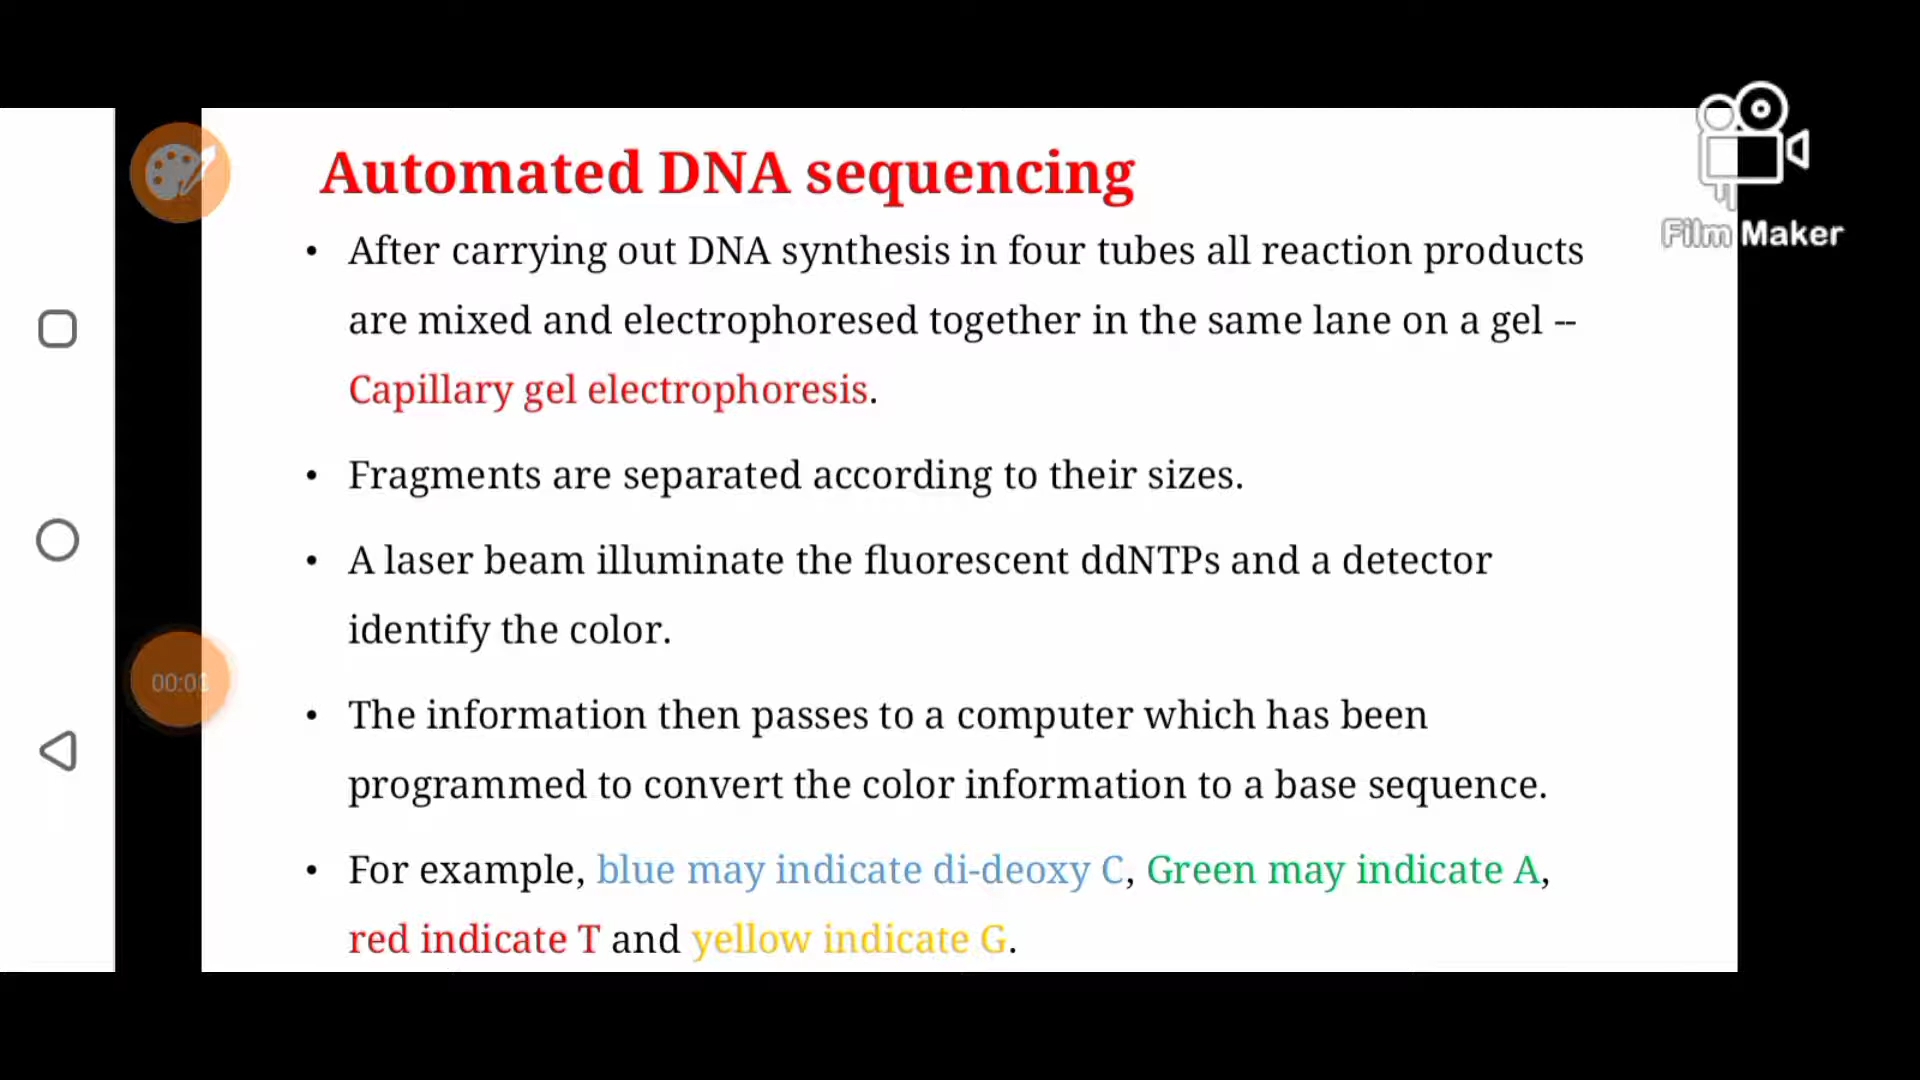 Automated DNA sequencing
• After carrying out DNA synthesis in four tubes all reaction products
are mixed and electrophoresed together in the same lane on a gel --
Capillary gel electrophoresis.
• Fragments are separated according to their sizes.
• A laser beam illuminate the fluorescent ddNTPs and a detector
identify the color.
• The information then passes to a computer which has been
programmed to convert the color information to a base sequence.
• For example, blue may indicate di-deoxy C, Green may indicate A,
red indicate T and yellow indicate G.
Film Maker